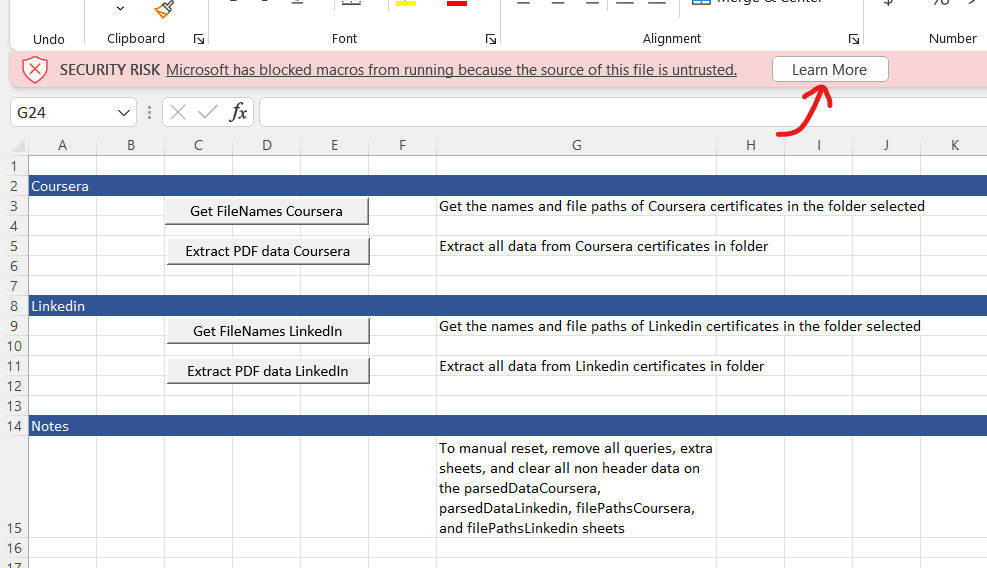 Merge & Center
$ %
Undo Clipboard Font Alignment Number
SECURITY RISK Microsoft has blocked macros from running because the source of this file is untrusted. Learn More
G24 fx
A B C D E F G H I J K
1
2 Coursera
3 Get FileNames Coursera Get the names and file paths of Coursera certificates in the folder selected
4
5 Extract PDF data Coursera Extract all data from Coursera certificates in folder
6
7
8 Linkedin
9 Get FileNames LinkedIn Get the names and file paths of Linkedin certificates in the folder selected
10
11 Extract PDF data LinkedIn Extract all data from Linkedin certificates in folder
12
13
14 Notes
To manual reset, remove all queries, extra
sheets, and clear all non header data on
the parsedDataCoursera,
parsedDataLinkedin, filePathsCoursera,
15 and filePathsLinkedin sheets
16
17